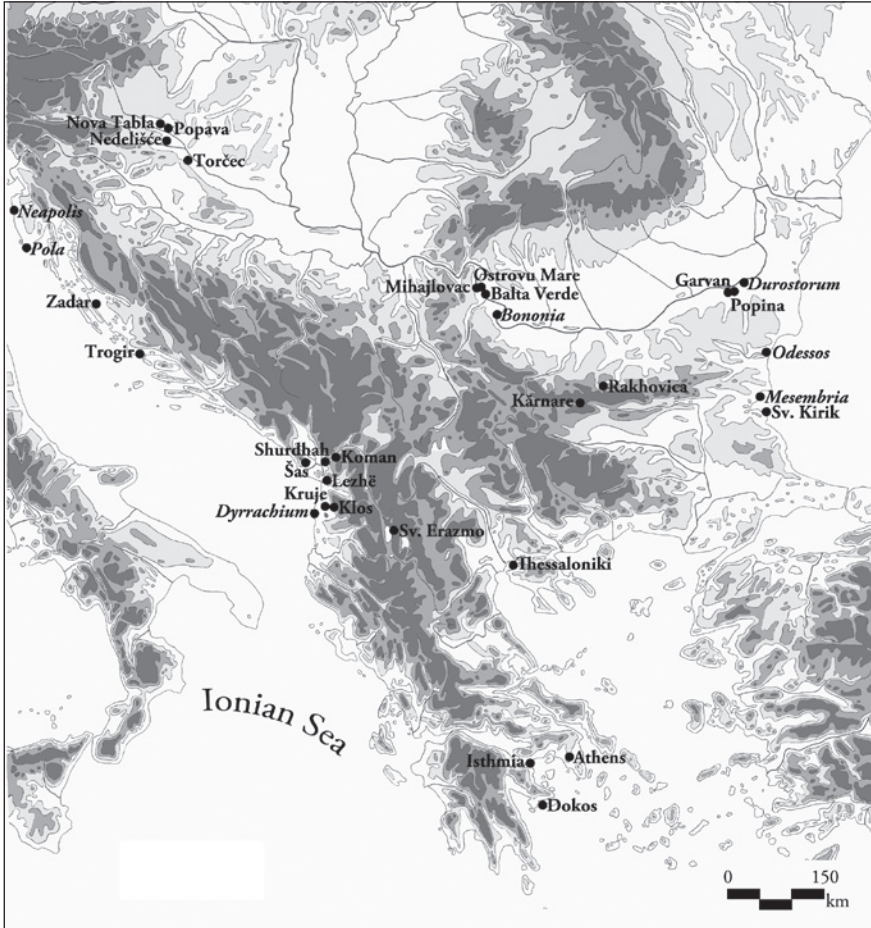 Nova Tabla
Popava
Nedelišće
Torčec
Neapolis
Pola
Zadar
Trogir
Ostrovu Mare
Mihajlovac
Balta Verde
Bononia
Garvan
Durostorum
Popina
Odessos
Rakhovica
Kărnare
Mesembria
Sv. Kirik
Shurdhah
Koman
Šas
Lezhë
Kruje
Klos
Dyrrachium
Sv. Erazmo
Thessaloniki
Ionian Sea
Isthmia
Athens
Dokos
0 150
km